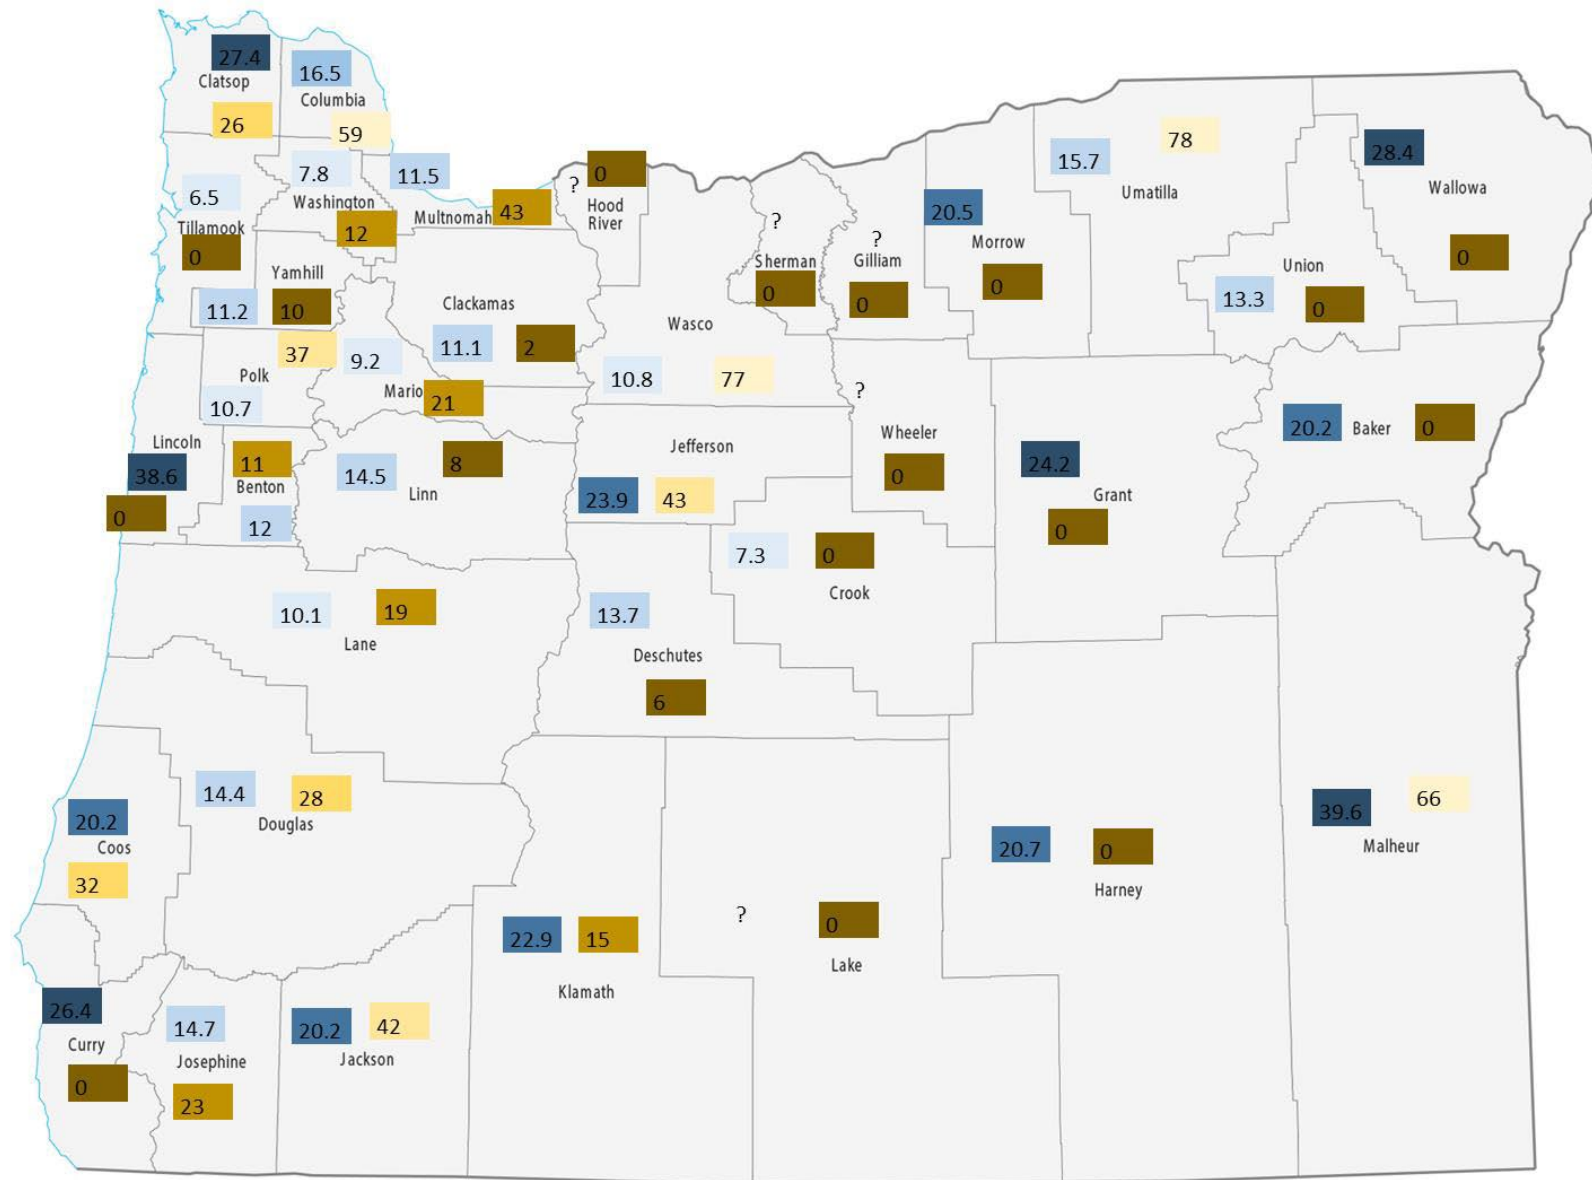 27.4
Clatsop
26
16.5
Columbia
59
7.8
Washington
12
11.5
Multnomah
43
?
0
Hood
River
6.5
Tillamook
0
Yamhill
11.2
10
Clackamas
11.1
2
37
Polk
10.7
9.2
Mario
21
Wasco
10.8
77
?
Sherman
0
?
Gilliam
0
20.5
Morrow
0
15.7
78
Umatilla
28.4
Wallowa
0
Union
13.3
0
Lincoln
38.6
0
11
Benton
12
14.5
8
Linn
Jefferson
23.9
43
?
Wheeler
0
24.2
Grant
0
20.2
Baker
0
7.3
0
Crook
10.1
19
Lane
13.7
Deschutes
6
14.4
28
Douglas
20.2
Coos
32
22.9
15
Klamath
?
0
Lake
20.7
0
Harney
39.6
66
Malheur
26.4
Curry
0
14.7
Josephine
23
20.2
42
Jackson